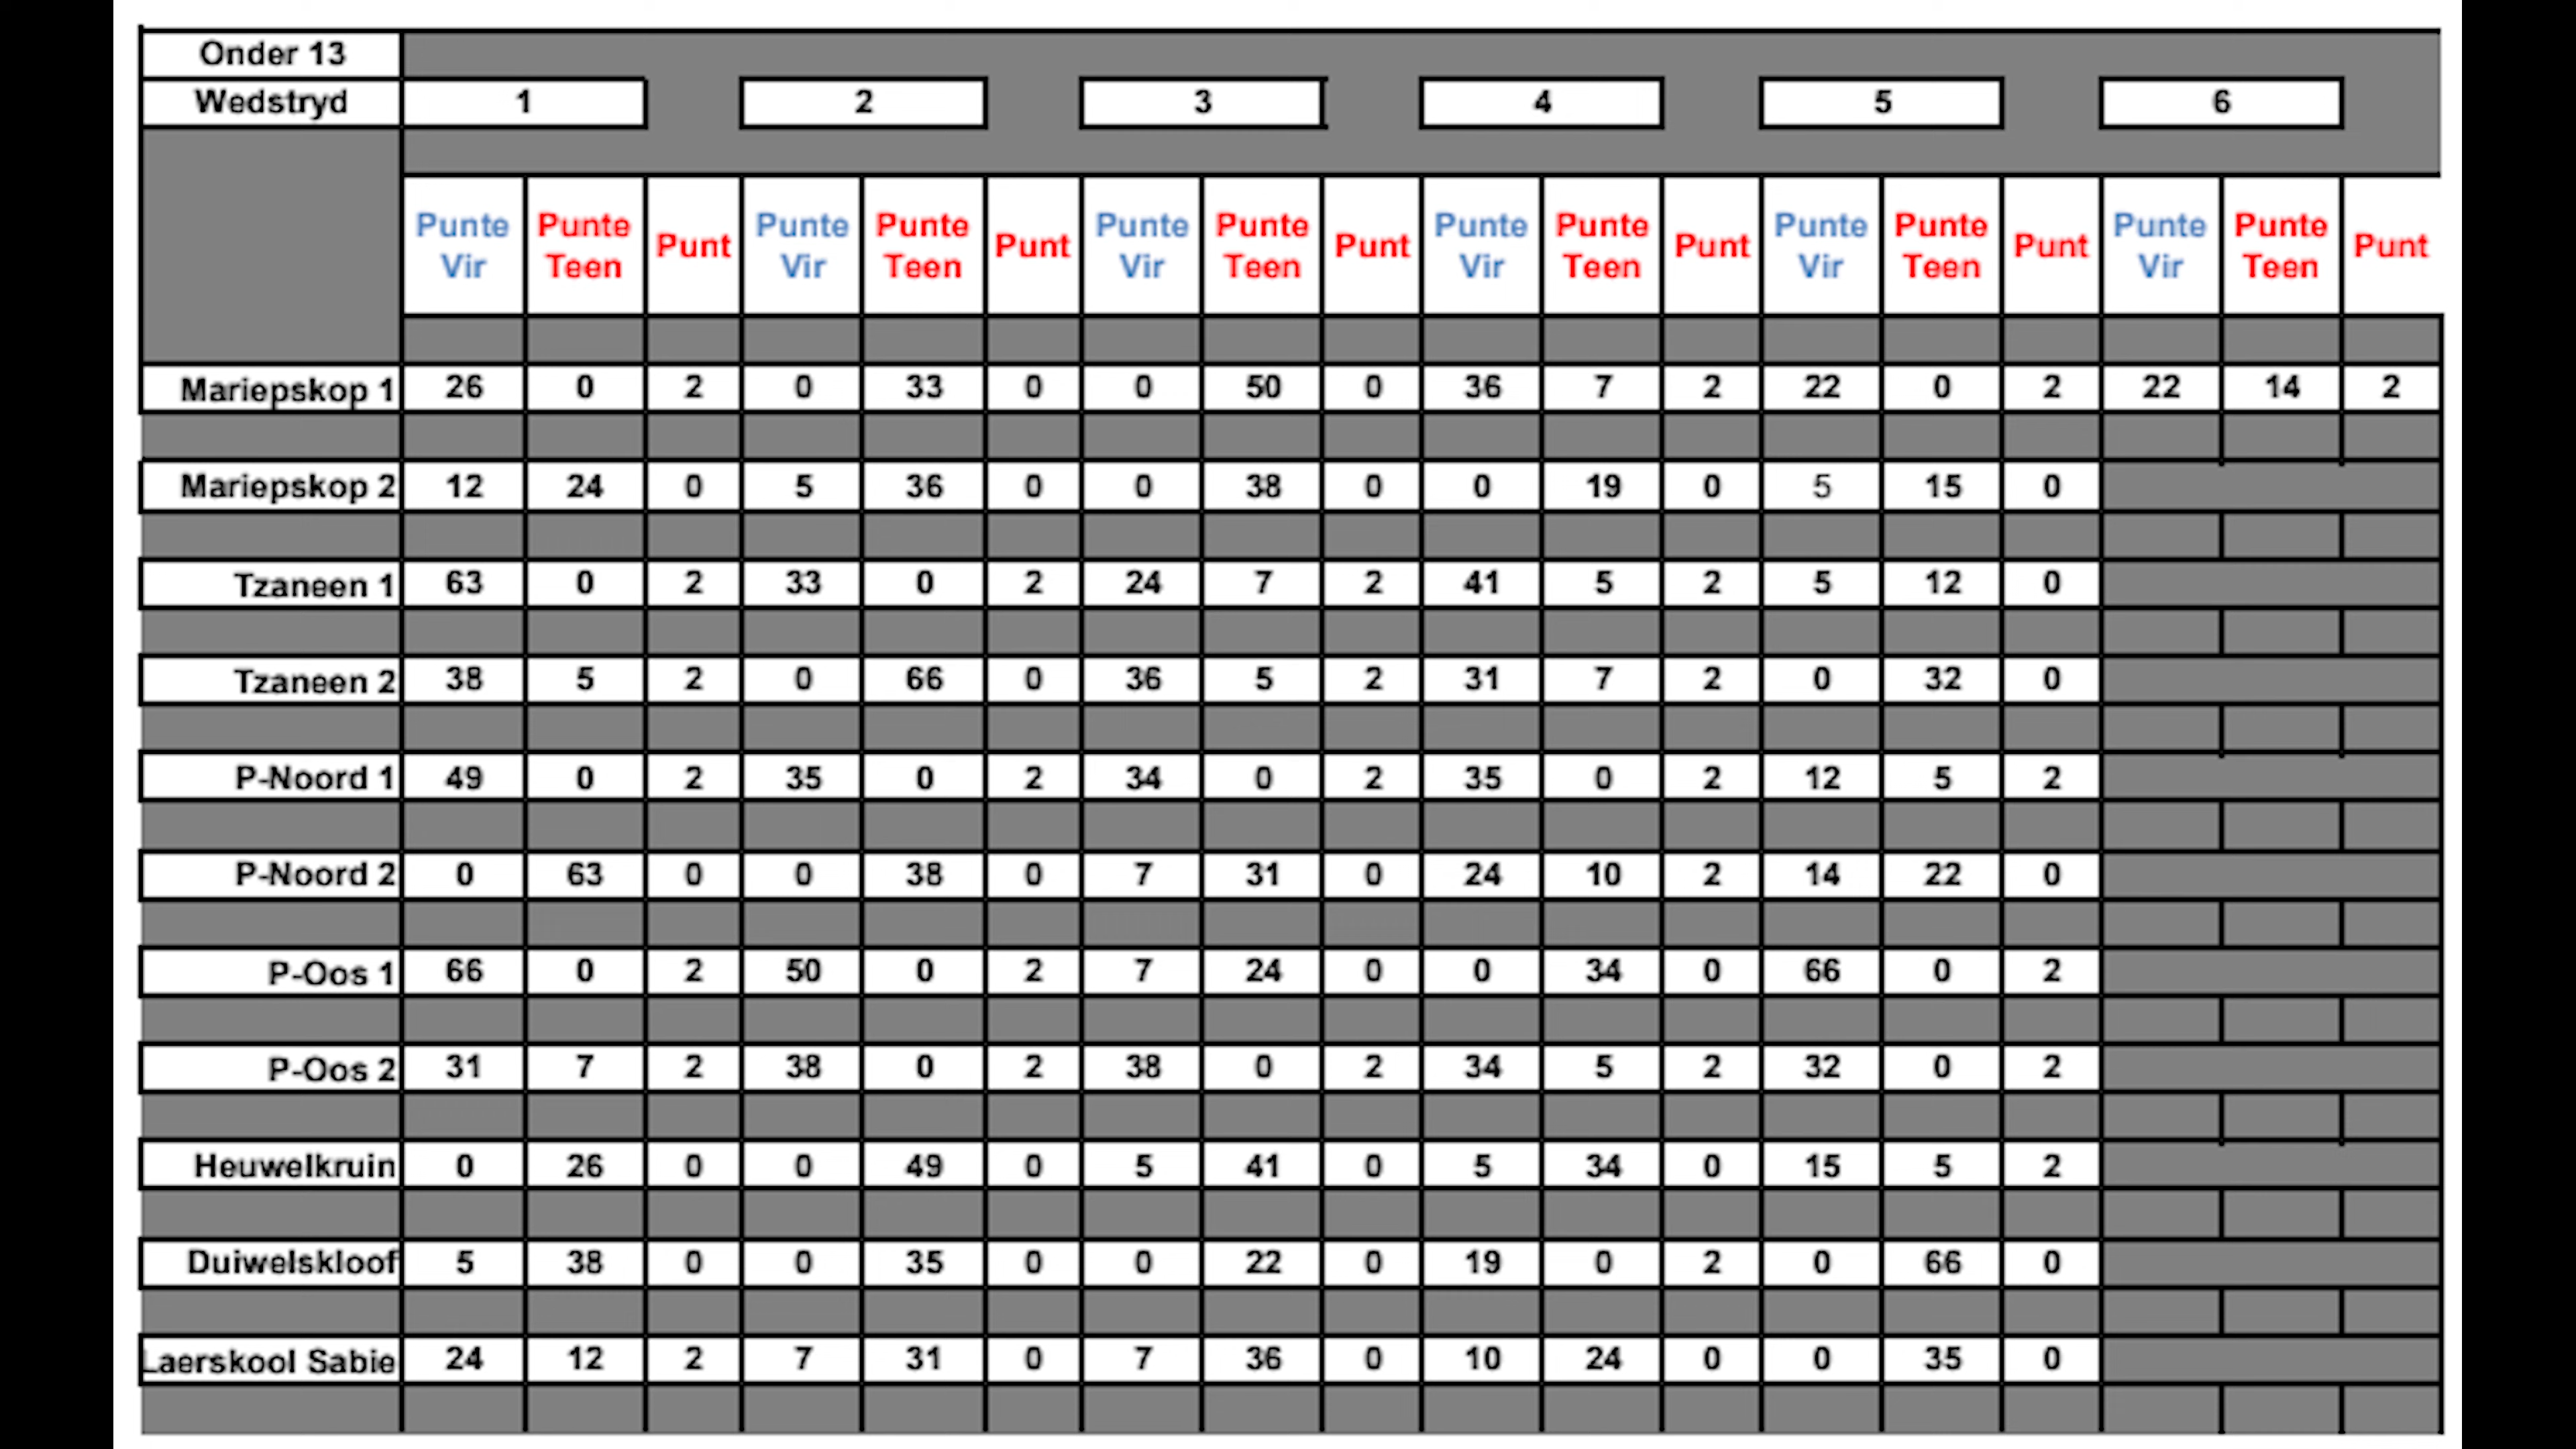 Onder 13
Wedstryd 1 2 3 4 5 6
Punte Vir Punte Teen Punt Punte Vir Punte Teen Punt Punte Vir Punte Teen Punt Punte Vir Punte Teen Punt Punte Vir Punte Teen Punt Punte Vir Punte Teen Punt
Mariepskop 1 26 0 2 0 33 0 0 50 0 36 7 2 22 0 2 22 14 2
Mariepskop 2 12 24 0 5 36 0 0 38 0 0 19 0 5 15 0
Tzaneen 1 63 0 2 33 0 2 24 7 2 41 5 2 5 12 0
Tzaneen 2 38 5 2 0 66 0 36 5 2 31 7 2 0 32 0
P-Noord 1 49 0 2 35 0 2 34 0 2 35 0 2 12 5 2
P-Noord 2 0 63 0 0 38 0 7 31 0 24 10 2 14 22 0
P-Oos 1 66 0 2 50 0 2 7 24 0 0 34 0 66 0 2
P-Oos 2 31 7 2 38 0 2 38 0 2 34 5 2 32 0 2
Heuwelkruin 0 26 0 0 49 0 5 41 0 5 34 0 15 5 2
Duiwelskloof 5 38 0 0 35 0 0 22 0 19 0 2 0 66 0
Laerskool Sabie 24 12 2 7 31 0 7 36 0 10 24 0 0 35 0